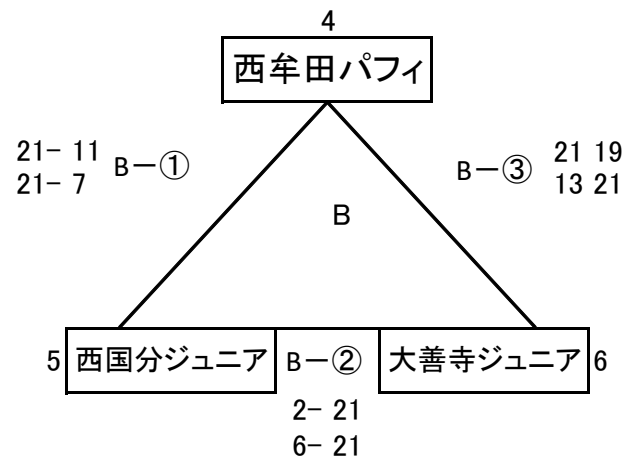 4
西牟田パフィ
21- 11
21- 7
B－①
B－③
21 19
13 21
B
5
西国分ジュニア
B－②
大善寺ジュニア
6
2- 21
6- 21